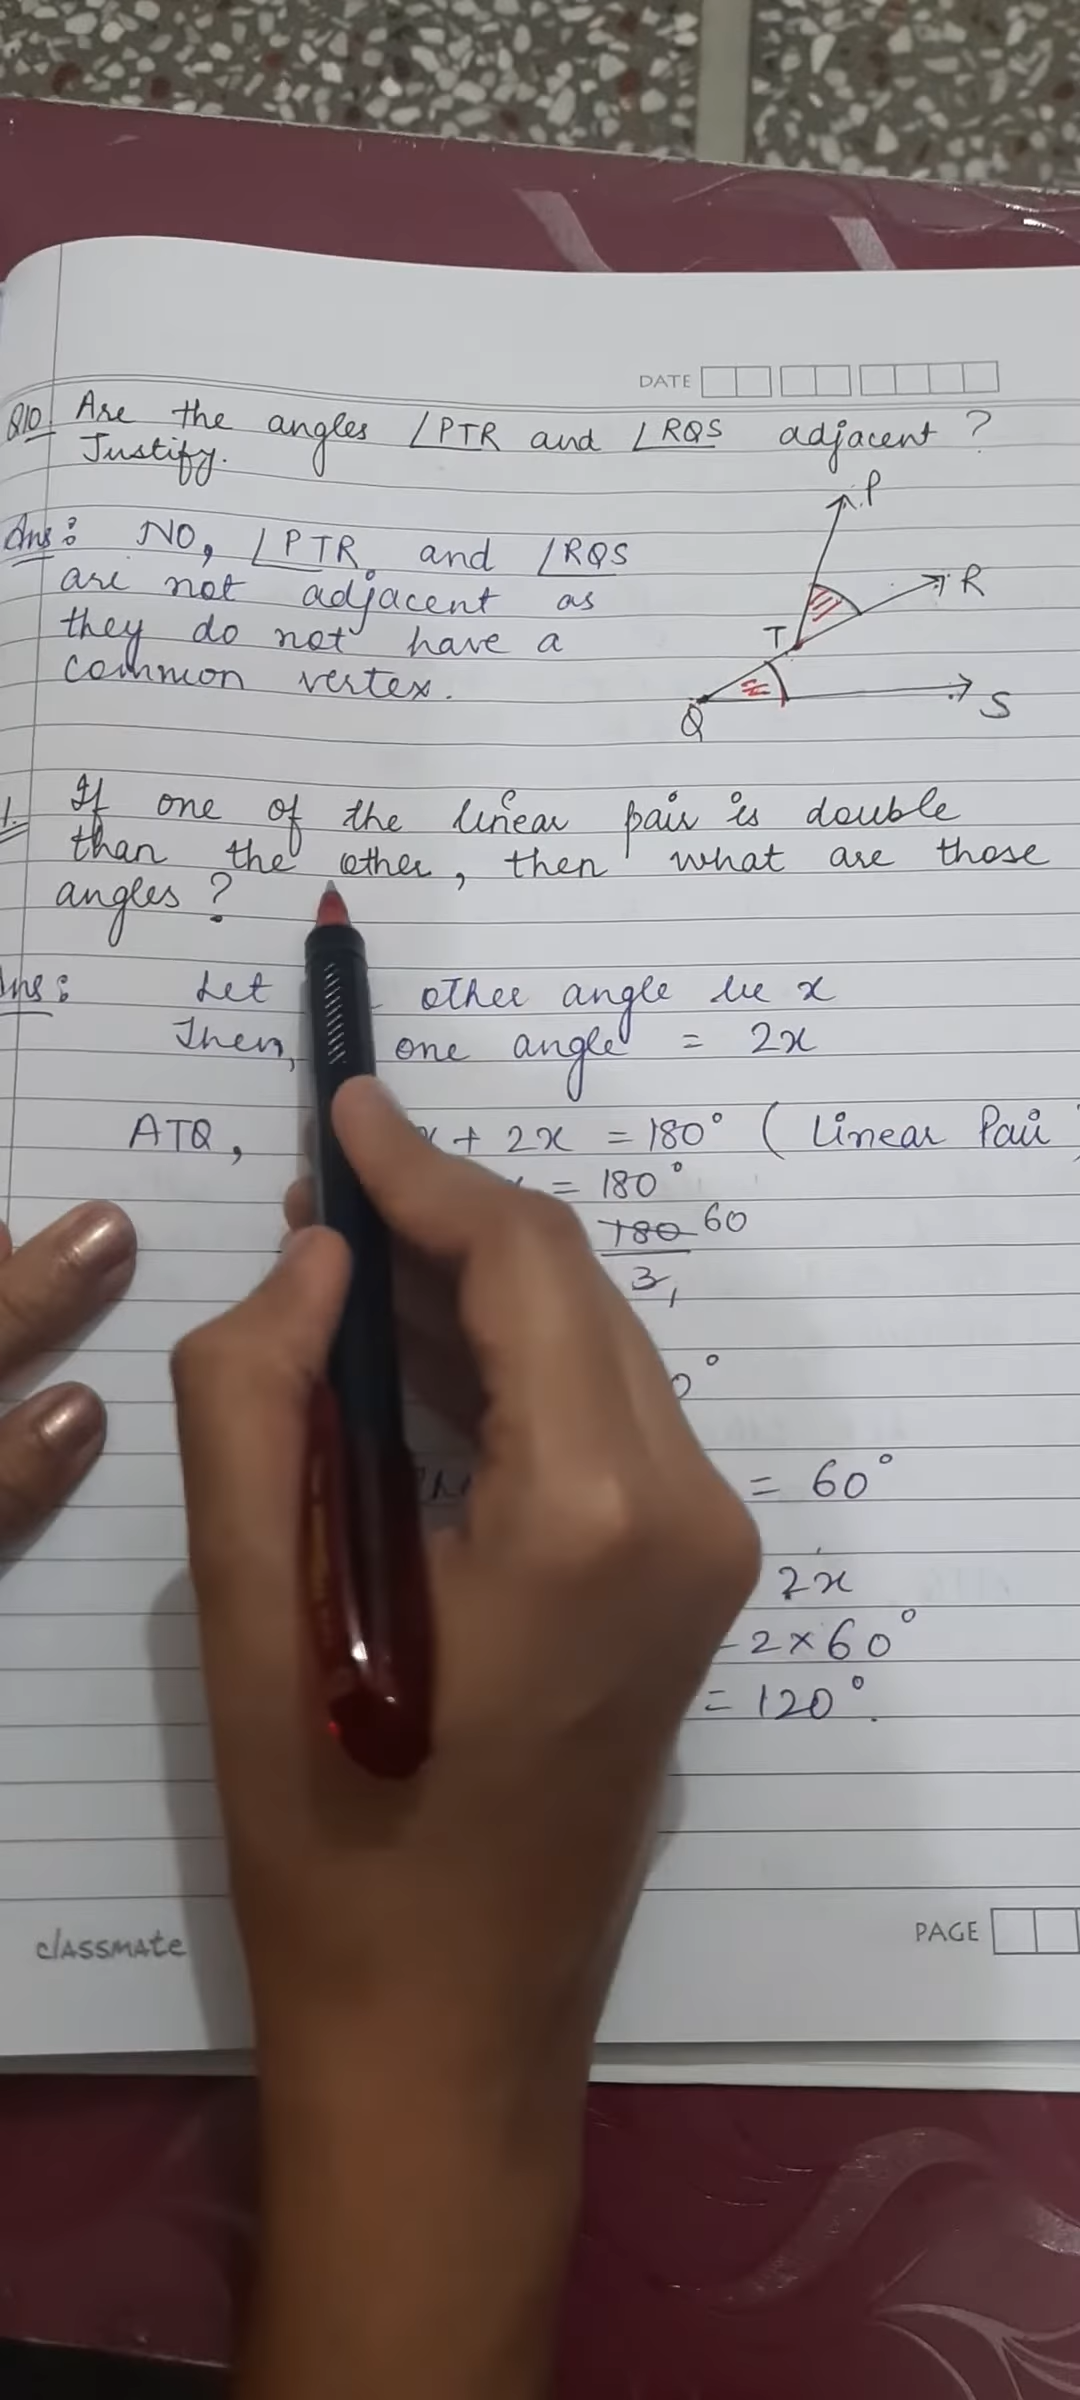 DATE
Q10 Are the angles ∠PTR and ∠RQS adjacent ?
Justify.
P
R
T
Q
S
Ans: NO, ∠PTR and ∠RQS
are not adjacent as
they do not have a
common vertex.
1. If one of the linear pair is double
than the other, then what are those
angles ?
Ans: Let other angle be x
Then, one angle = 2x
ATQ, x + 2x = 180° ( Linear Pair
= 180°
180 60
3 1
0°
= 60°
2x
2×60°
= 120°.
classmate
PAGE